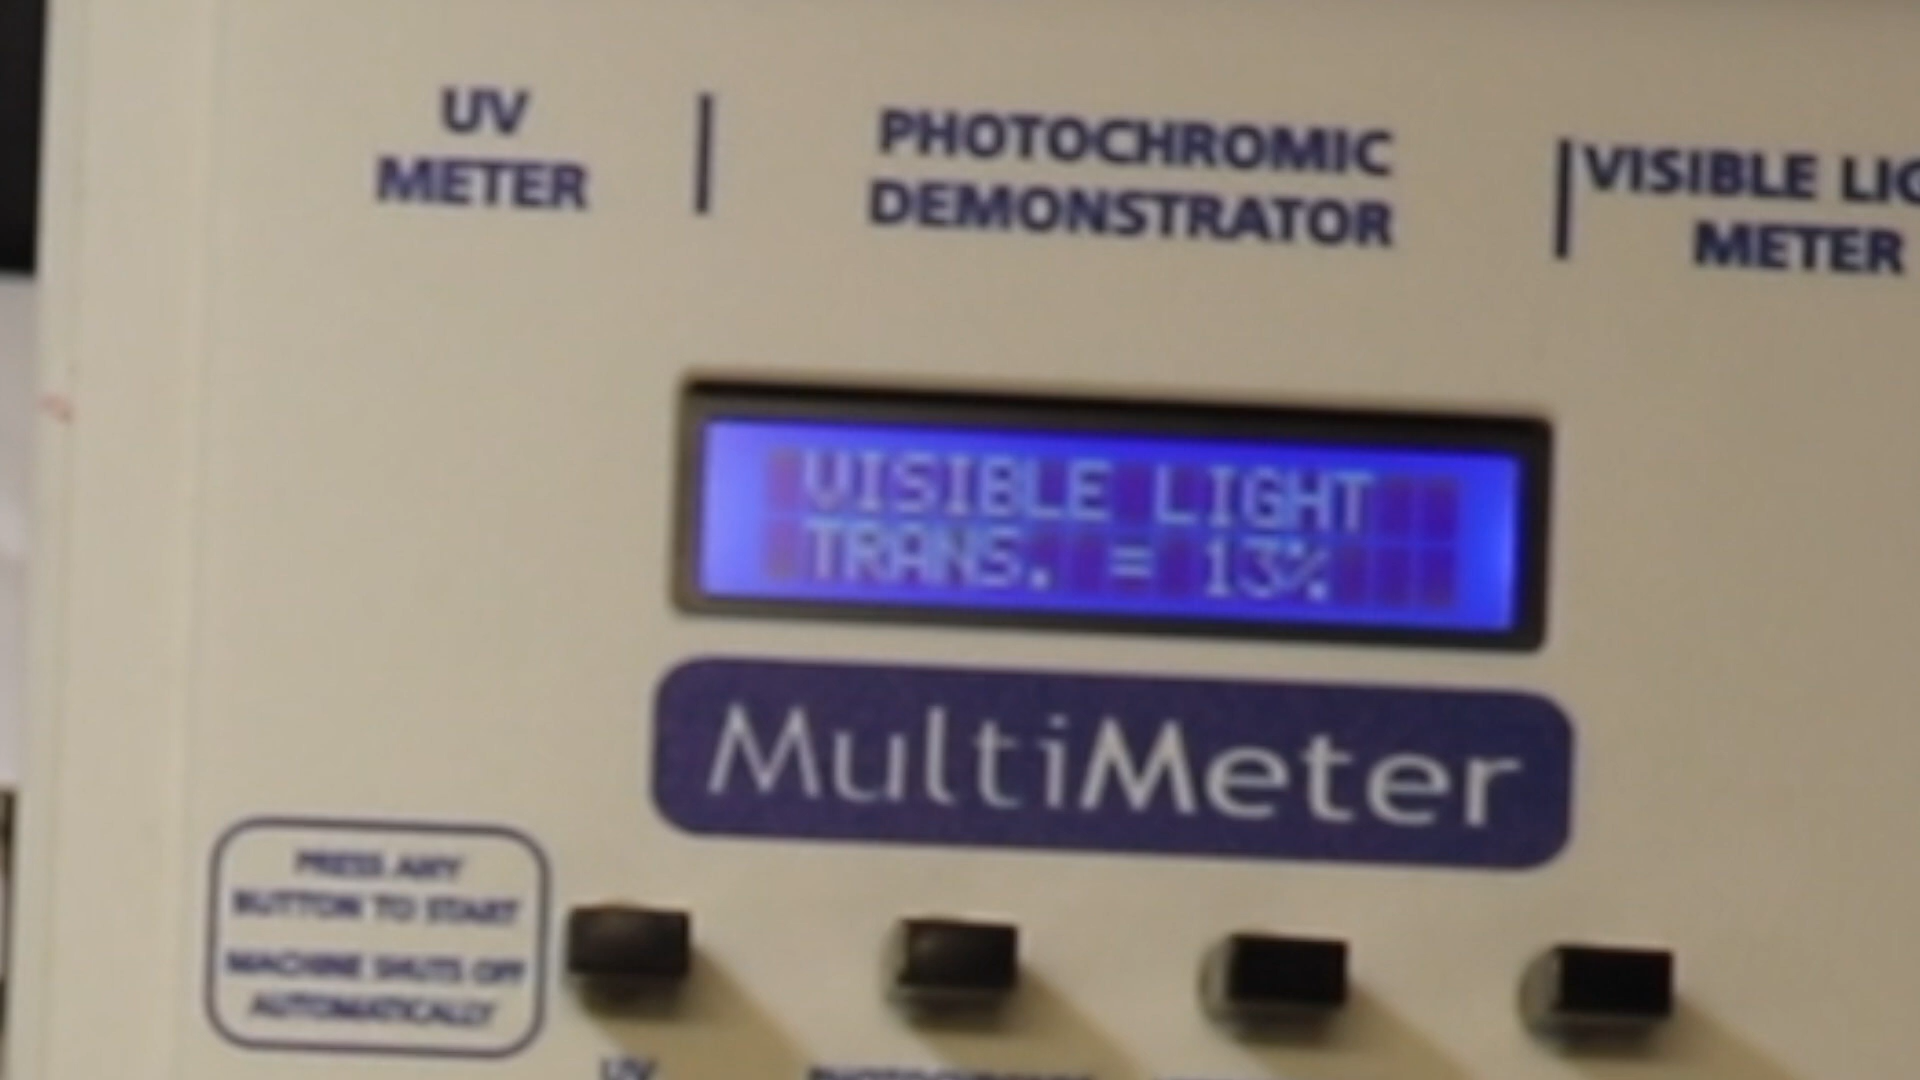 UV
METER
PHOTOCHROMIC
DEMONSTRATOR
VISIBLE
METER
VISIBLE LIGHT
TRANS. = 13%
MultiMeter
PRESS ANY
BUTTON TO START
MACHINE SHUTS OFF
AUTOMATICALLY
UV